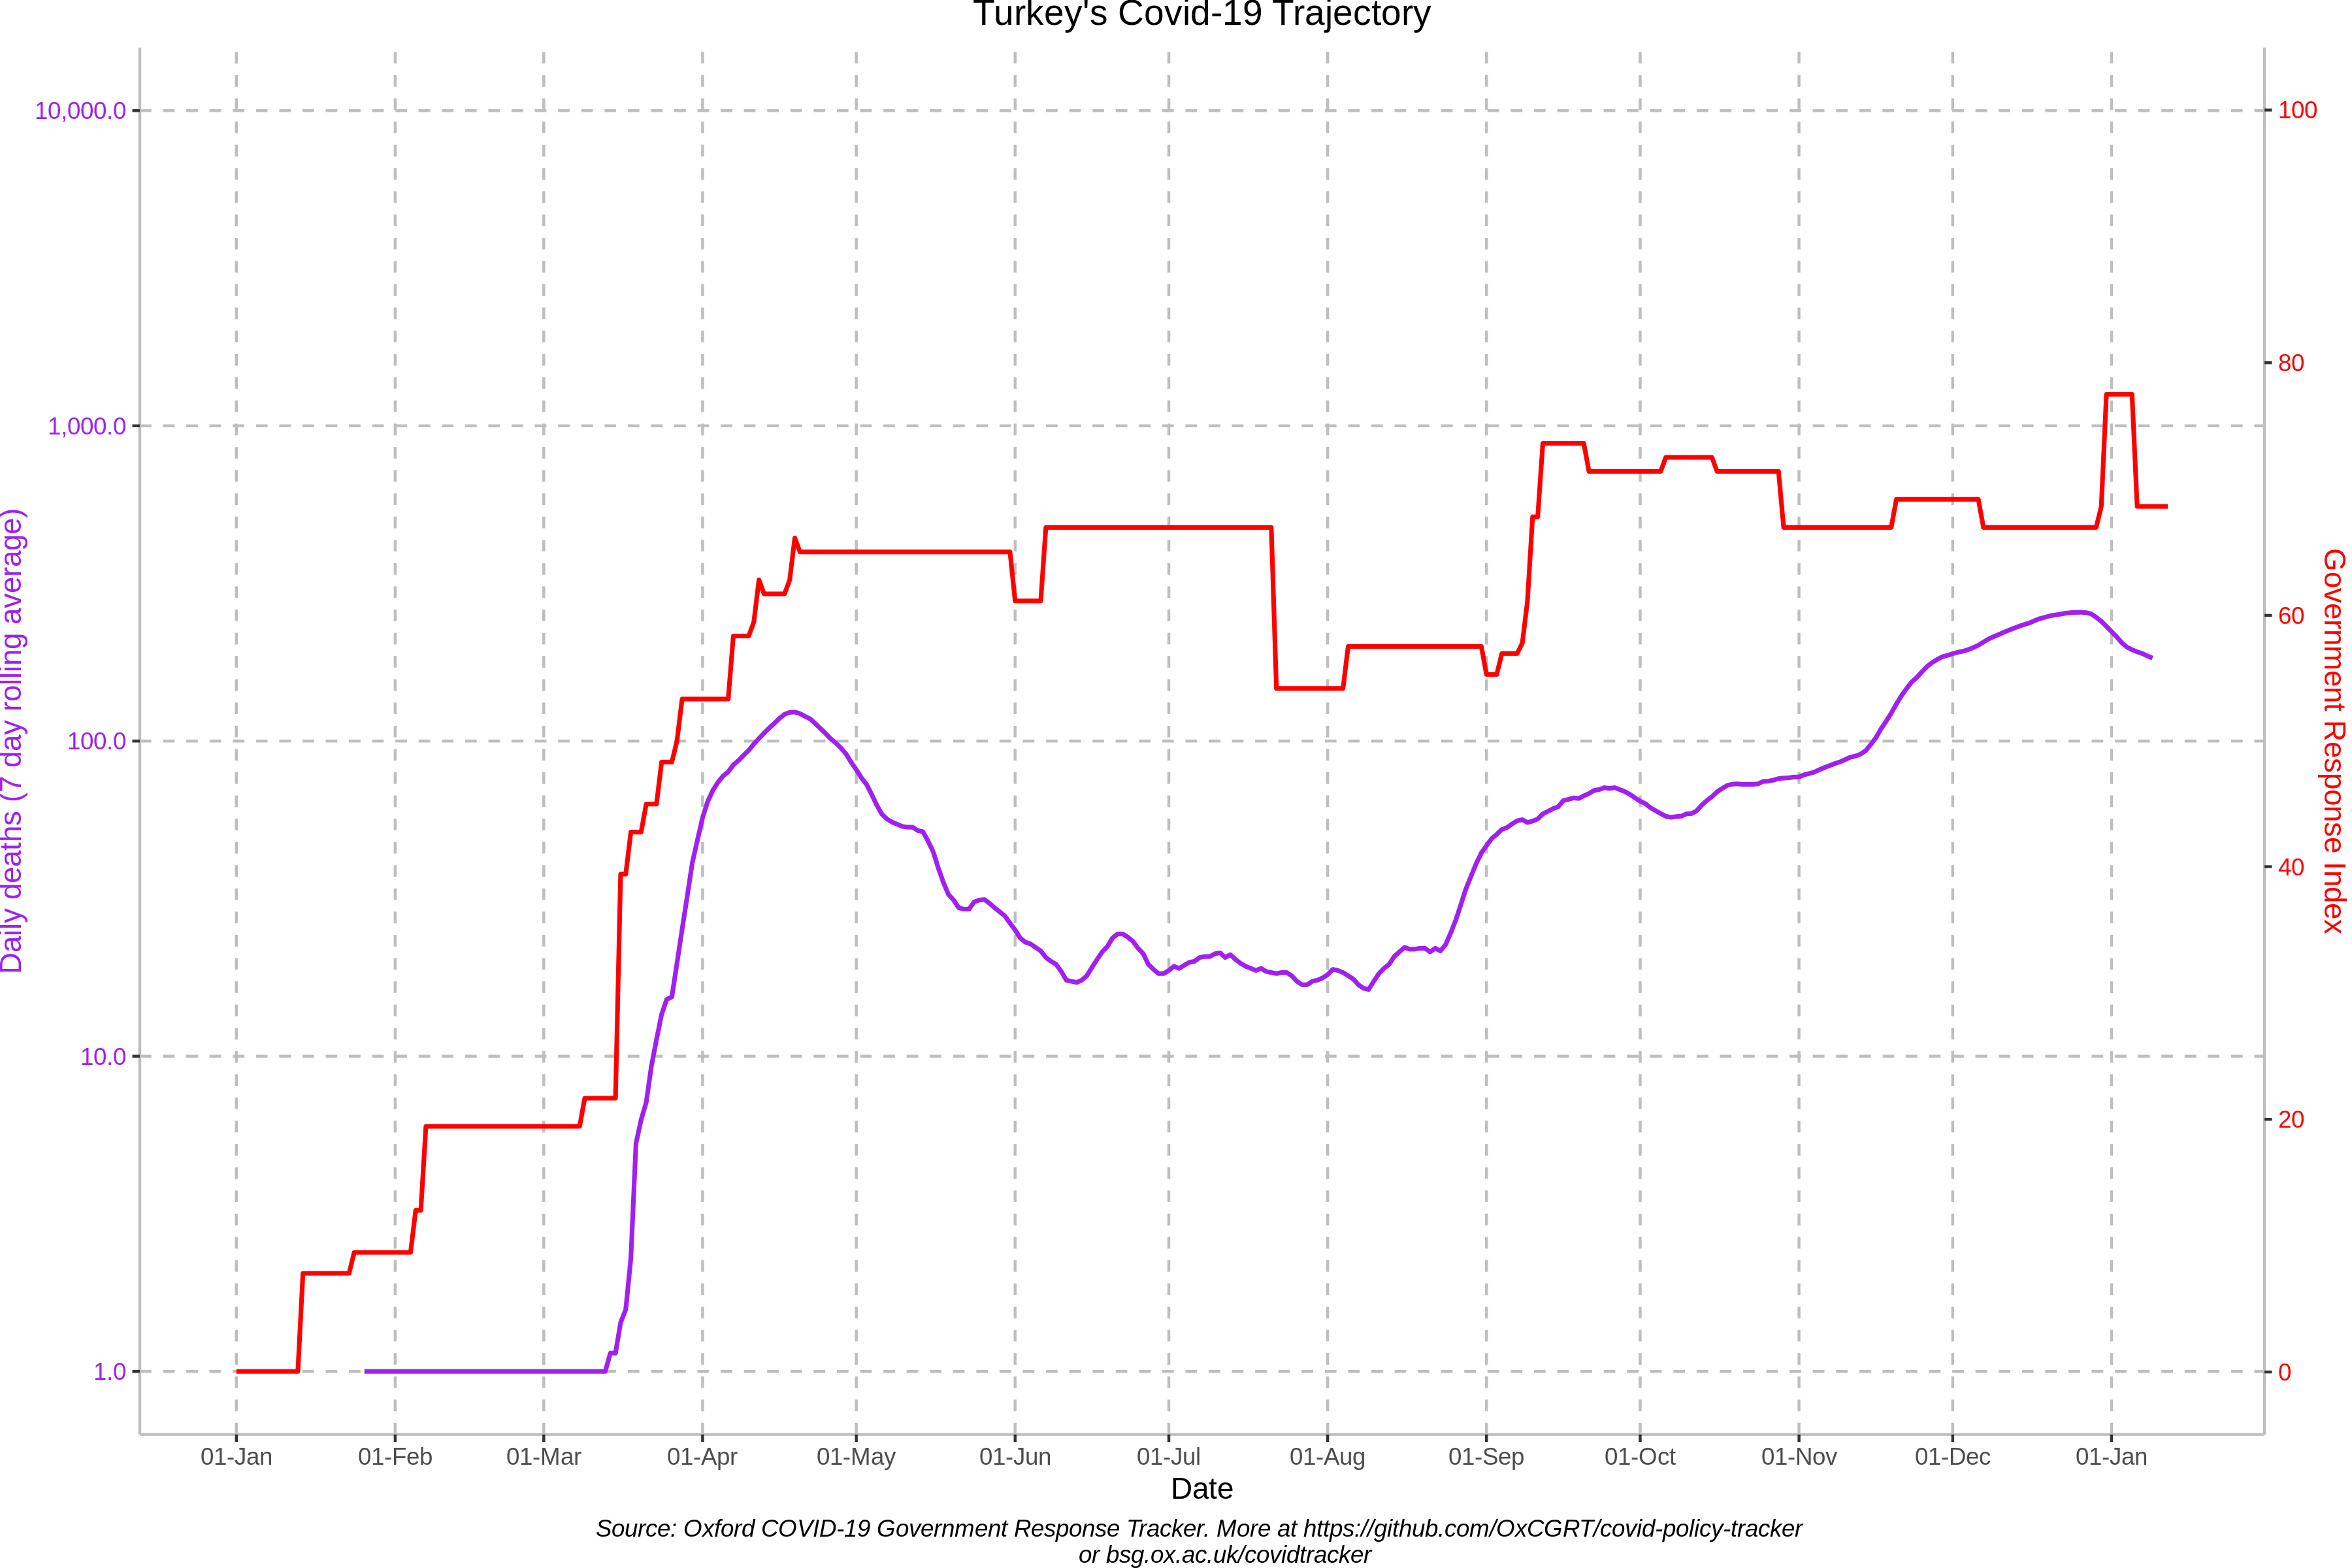 Turkey's Covid-19 Trajectory
Daily deaths (7 day rolling average)
10,000.0
1,000.0
100.0
10.0
1.0
100
80
60
40
20
0
Government Response Index
01-Jan
01-Feb
01-Mar
01-Apr
01-May
01-Jun
01-Jul
01-Aug
01-Sep
01-Oct
01-Nov
01-Dec
01-Jan
Date
Source: Oxford COVID-19 Government Response Tracker. More at https://github.com/OxCGRT/covid-policy-tracker
or bsg.ox.ac.uk/covidtracker